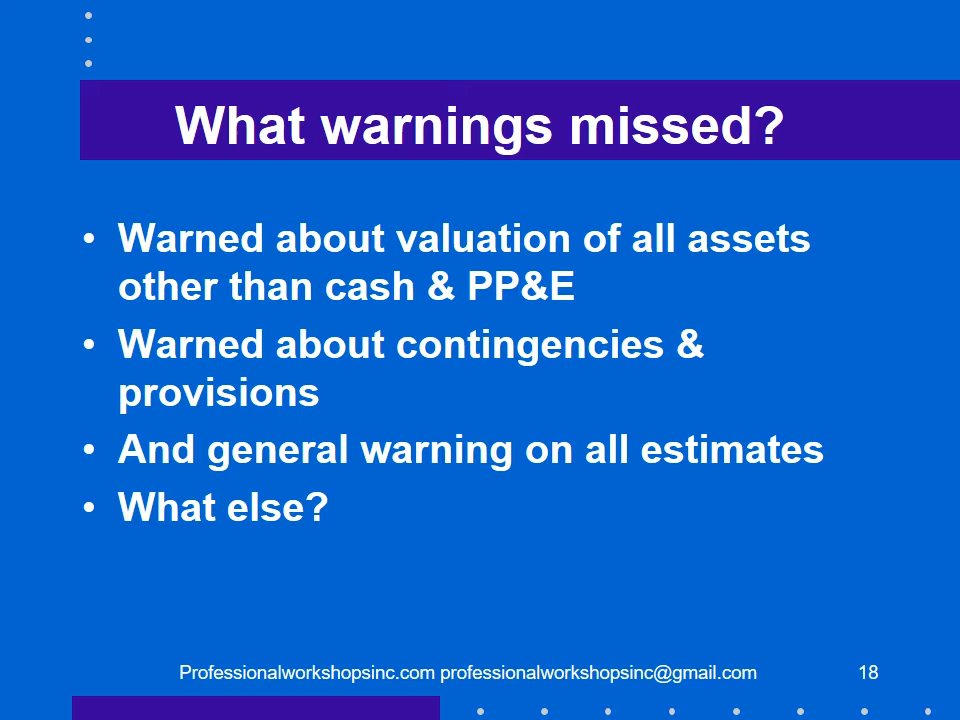 What warnings missed?
• Warned about valuation of all assets
other than cash & PP&E
• Warned about contingencies &
provisions
• And general warning on all estimates
• What else?
Professionalworkshopsinc.com professionalworkshopsinc@gmail.com 18